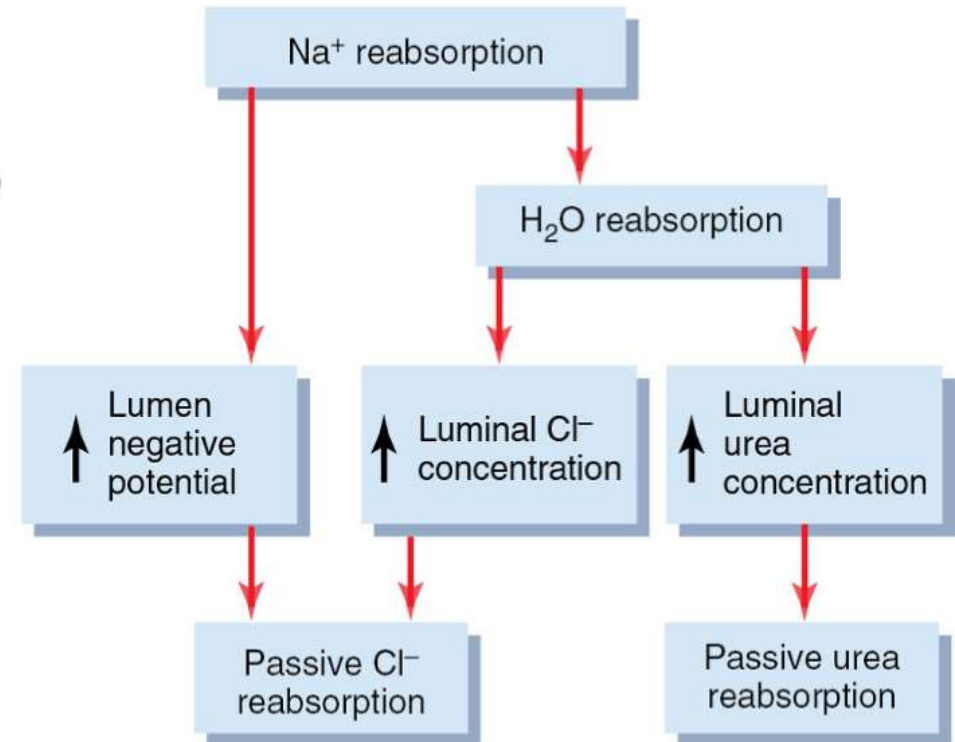 Na⁺ reabsorption
H₂O reabsorption
Lumen
negative
potential
Luminal Cl⁻
concentration
Luminal
urea
concentration
Passive Cl⁻
reabsorption
Passive urea
reabsorption